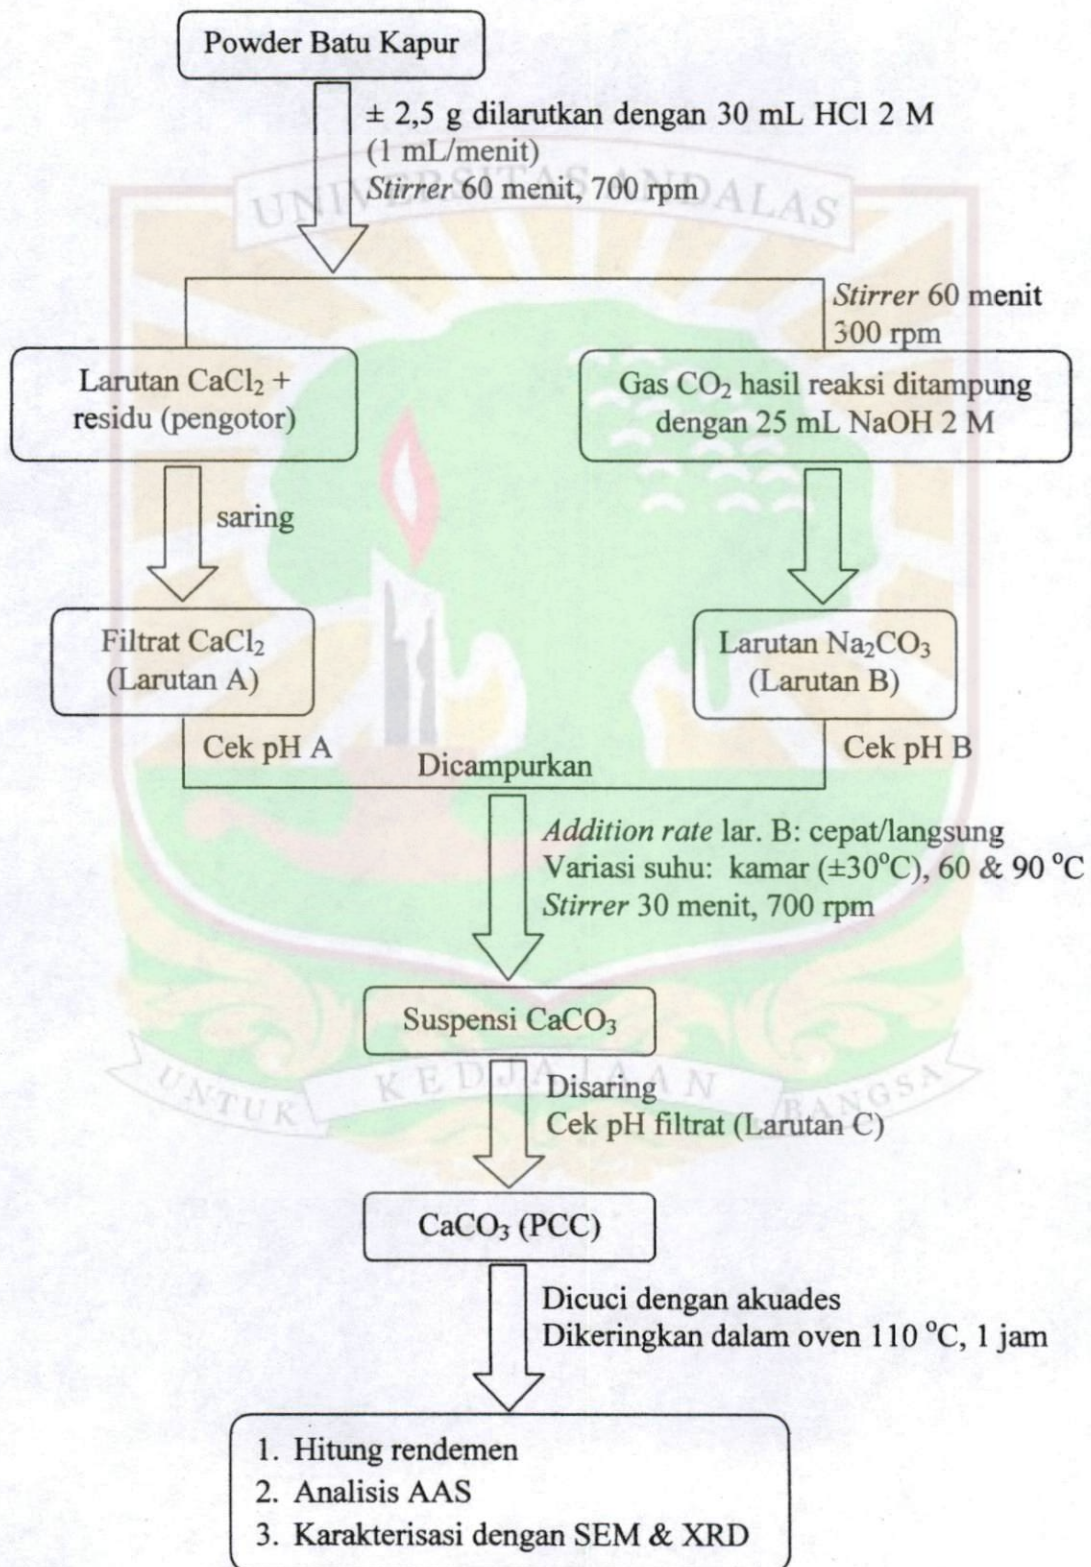 Powder Batu Kapur
± 2,5 g dilarutkan dengan 30 mL HCl 2 M
(1 mL/menit)
Stirrer 60 menit, 700 rpm
UNIVERSITAS ANDALAS
Stirrer 60 menit
300 rpm
Larutan CaCl₂ +
residu (pengotor)
Gas CO₂ hasil reaksi ditampung
dengan 25 mL NaOH 2 M
saring
Filtrat CaCl₂
(Larutan A)
Larutan Na₂CO₃
(Larutan B)
Cek pH A
Dicampurkan
Cek pH B
Addition rate lar. B: cepat/langsung
Variasi suhu: kamar (±30°C), 60 & 90 °C
Stirrer 30 menit, 700 rpm
Suspensi CaCO₃
UNTUK KEDJAJAAN BANGSA
Disaring
Cek pH filtrat (Larutan C)
CaCO₃ (PCC)
Dicuci dengan akuades
Dikeringkan dalam oven 110 °C, 1 jam
1. Hitung rendemen
2. Analisis AAS
3. Karakterisasi dengan SEM & XRD